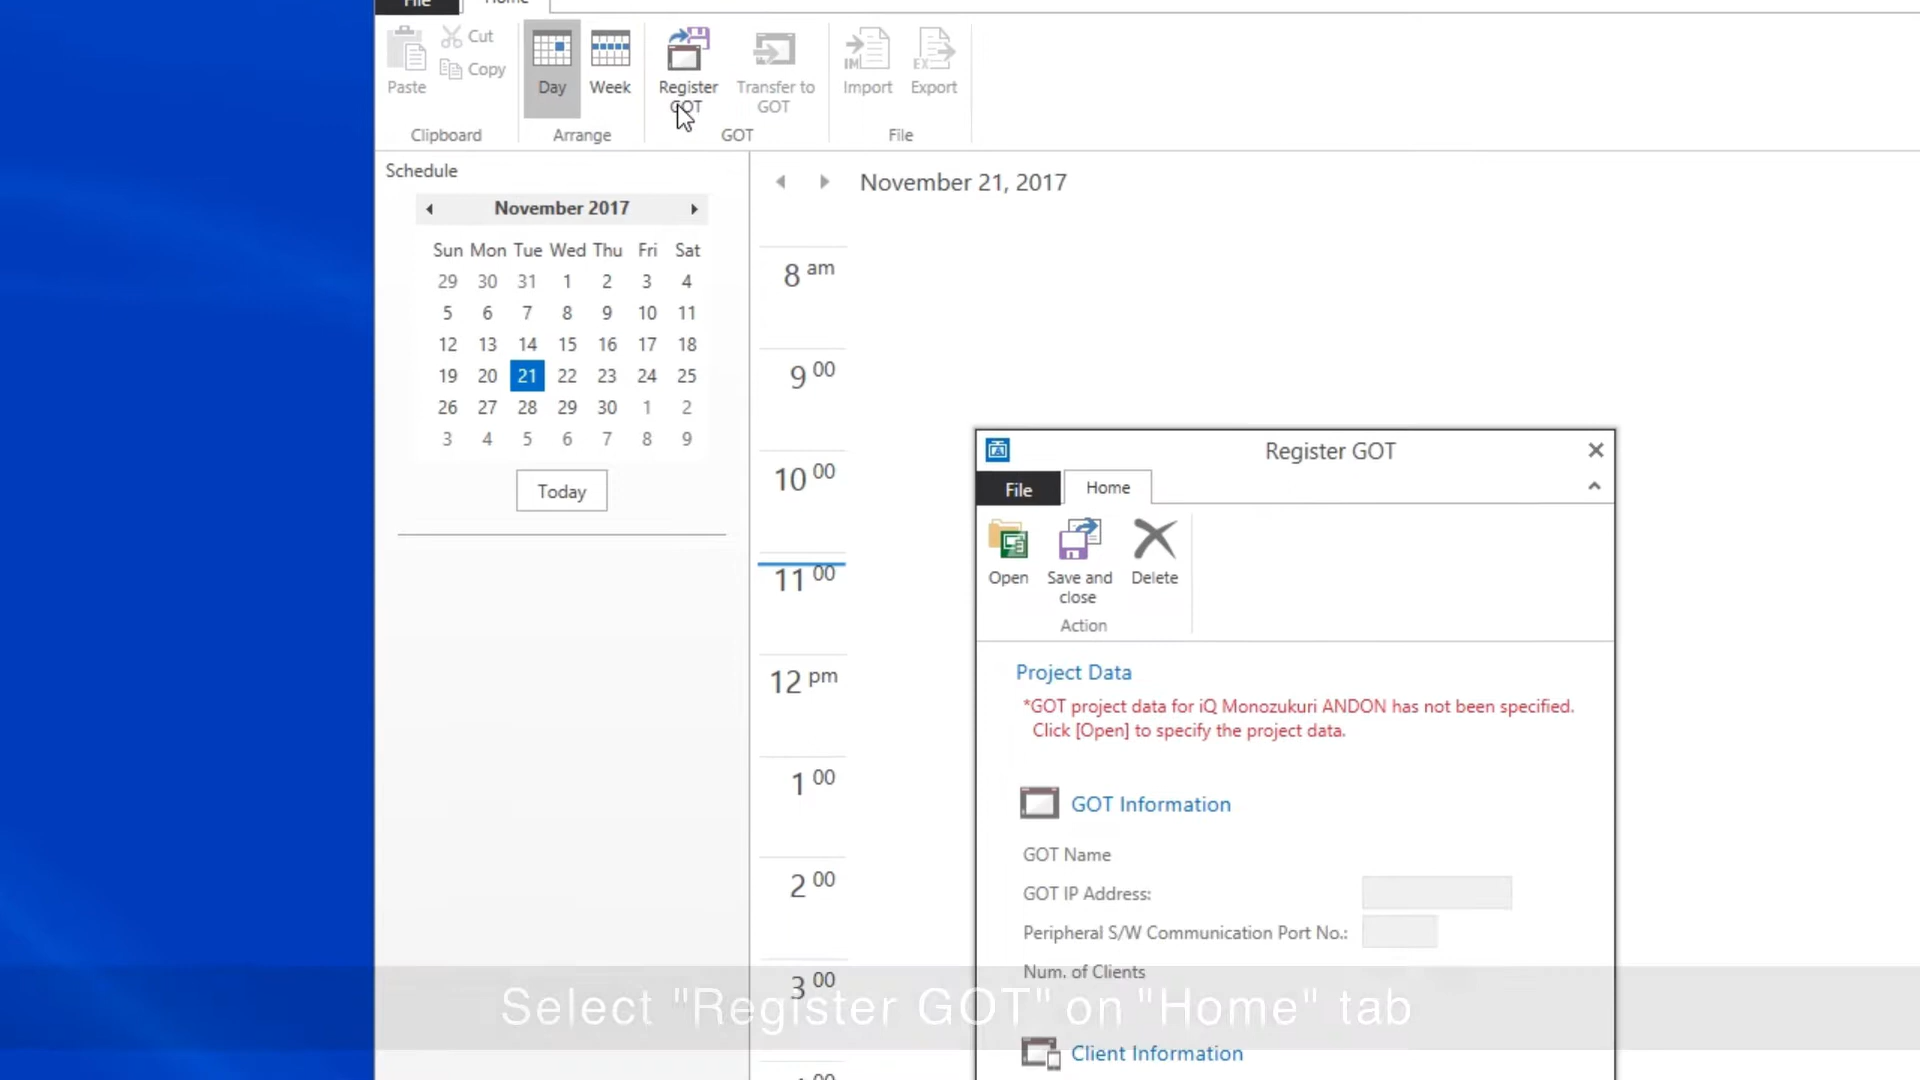 File Home
Cut
Copy
Paste
Day Week
Register GOT
Transfer to GOT
Import Export
Clipboard Arrange GOT File
Schedule
November 2017
Sun Mon Tue Wed Thu Fri Sat
29 30 31 1 2 3 4
5 6 7 8 9 10 11
12 13 14 15 16 17 18
19 20 21 22 23 24 25
26 27 28 29 30 1 2
3 4 5 6 7 8 9
Today
November 21, 2017
8 am
9 00
10 00
11 00
12 pm
1 00
2 00
3 00
Register GOT
File Home
Open
Save and close
Delete
Action
Project Data
*GOT project data for iQ Monozukuri ANDON has not been specified.
Click [Open] to specify the project data.
GOT Information
GOT Name
GOT IP Address:
Peripheral S/W Communication Port No.:
Num. of Clients
Client Information
Select "Register GOT" on "Home" tab